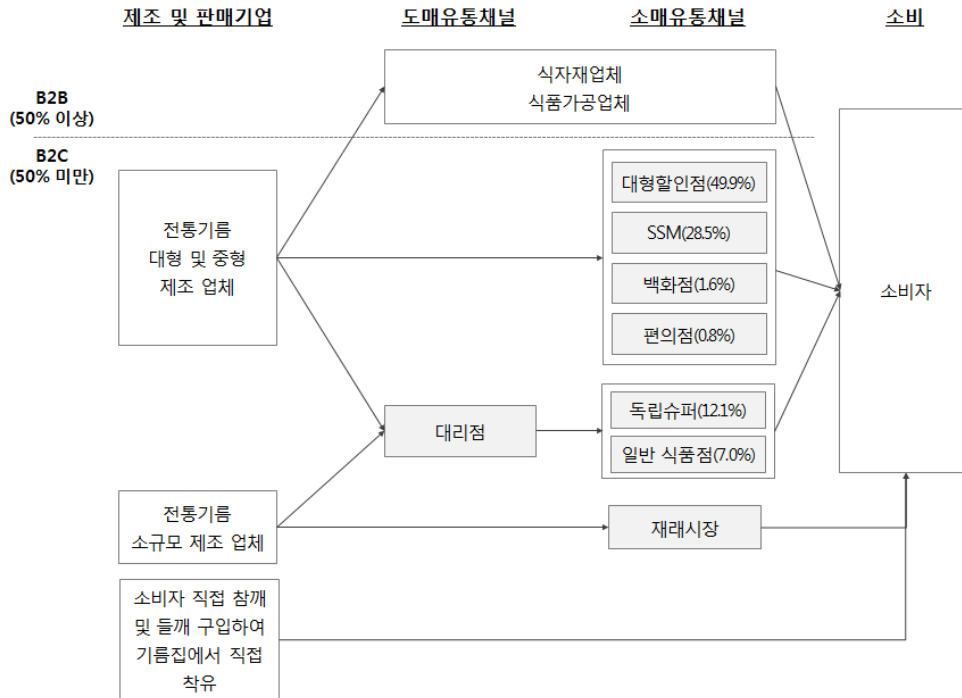 제조 및 판매기업
도매유통채널
소매유통채널
소비
B2B
(50% 이상)
식자재업체
식품가공업체
B2C
(50% 미만)
전통기름
대형 및 중형
제조 업체
대형할인점(49.9%)
SSM(28.5%)
백화점(1.6%)
편의점(0.8%)
소비자
대리점
독립슈퍼(12.1%)
일반 식품점(7.0%)
전통기름
소규모 제조 업체
재래시장
소비자 직접 참깨
및 들깨 구입하여
기름집에서 직접
착유